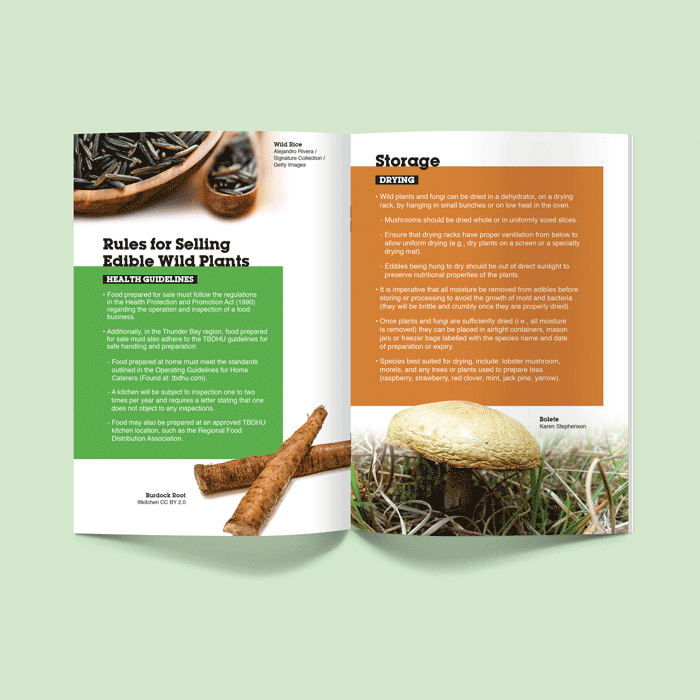 Wild Rice
Alejandro Rivera /
Signature Collection /
Getty Images
Rules for Selling
Edible Wild Plants
HEALTH GUIDELINES
• Food prepared for sale must follow the regulations
in the Health Protection and Promotion Act (1990)
regarding the operation and inspection of a food
business.
• Additionally, in the Thunder Bay region, food prepared
for sale must also adhere to the TBDHU guidelines for
safe handling and preparation.
- Food prepared at home must meet the standards
outlined in the Operating Guidelines for Home
Caterers (Found at: tbdhu.com).
- A kitchen will be subject to inspection one to two
times per year and requires a letter stating that one
does not object to any inspections.
- Food may also be prepared at an approved TBDHU
kitchen location, such as the Regional Food
Distribution Association.
Burdock Root
titkitchen CC BY 2.0
Storage
DRYING
• Wild plants and fungi can be dried in a dehydrator, on a drying
rack, by hanging in small bunches or on low heat in the oven.
- Mushrooms should be dried whole or in uniformly sized slices.
- Ensure that drying racks have proper ventilation from below to
allow uniform drying (e.g., dry plants on a screen or a specialty
drying mat).
- Edibles being hung to dry should be out of direct sunlight to
preserve nutritional properties of the plants.
• It is imperative that all moisture be removed from edibles before
storing or processing to avoid the growth of mold and bacteria
(they will be brittle and crumbly once they are properly dried).
• Once plants and fungi are sufficiently dried (i.e., all moisture
is removed) they can be placed in airtight containers, mason
jars or freezer bags labelled with the species name and date
of preparation or expiry.
• Species best suited for drying, include: lobster mushroom,
morels, and any trees or plants used to prepare teas
(raspberry, strawberry, red clover, mint, jack pine, yarrow).
Bolete
Karen Stephenson